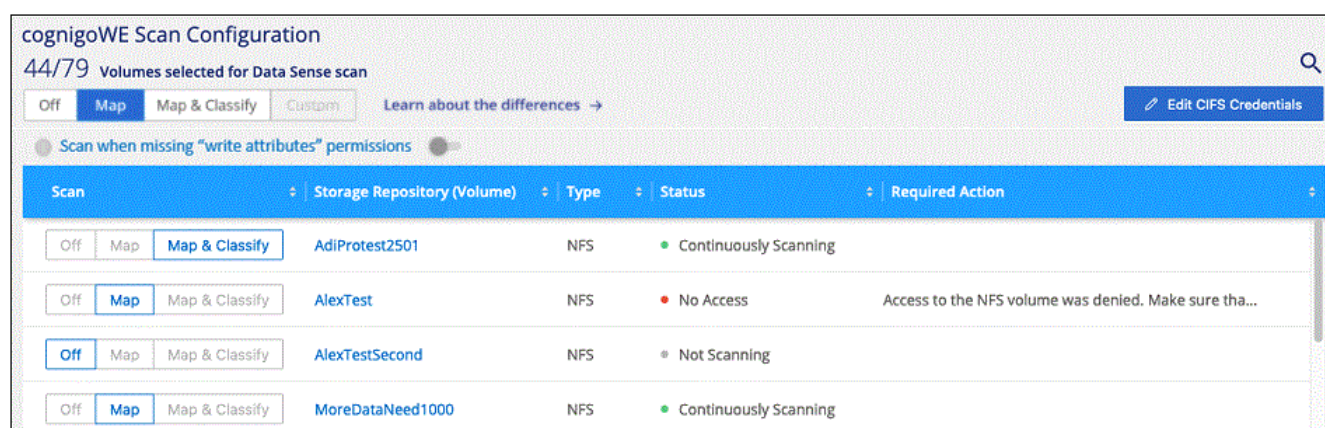 cognigoWE Scan Configuration
44/79 Volumes selected for Data Sense scan
Off Map Map & Classify Custom Learn about the differences → Edit CIFS Credentials
Scan when missing “write attributes” permissions
Scan Storage Repository (Volume) Type Status Required Action
Off Map Map & Classify AdiProtest2501 NFS Continuously Scanning
Off Map Map & Classify AlexTest NFS No Access Access to the NFS volume was denied. Make sure tha...
Off Map Map & Classify AlexTestSecond NFS Not Scanning
Off Map Map & Classify MoreDataNeed1000 NFS Continuously Scanning